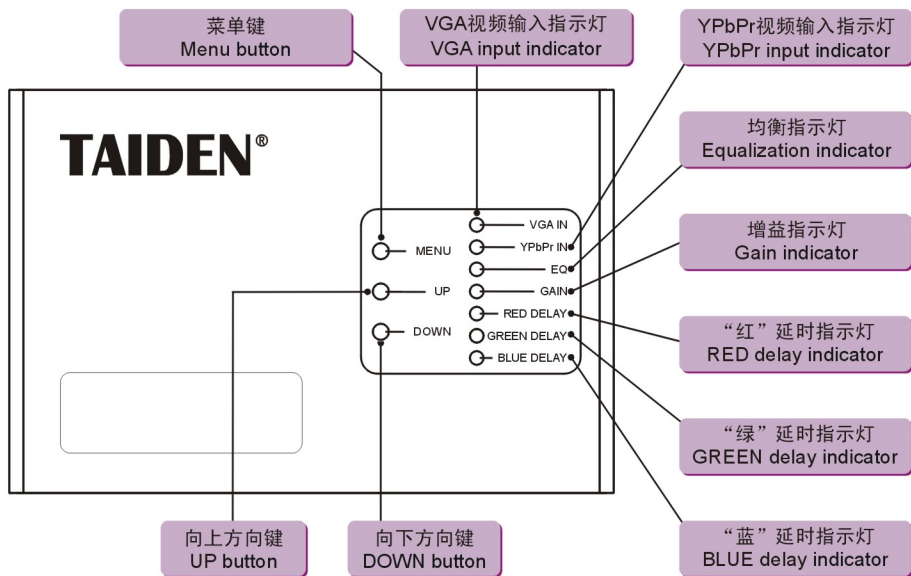 菜单键
Menu button
VGA视频输入指示灯
VGA input indicator
YPbPr视频输入指示灯
YPbPr input indicator
TAIDEN®
均衡指示灯
Equalization indicator
增益指示灯
Gain indicator
MENU
UP
DOWN
VGA IN
YPbPr IN
EQ
GAIN
RED DELAY
GREEN DELAY
BLUE DELAY
“红”延时指示灯
RED delay indicator
“绿”延时指示灯
GREEN delay indicator
向上方向键
UP button
向下方向键
DOWN button
“蓝”延时指示灯
BLUE delay indicator